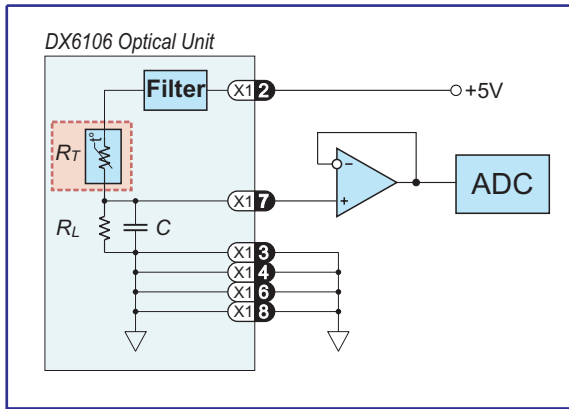 DX6106 Optical Unit
Filter
X1 2
+5V
t°
RT
ADC
X1 7
RL
C
X1 3
X1 4
X1 6
X1 8